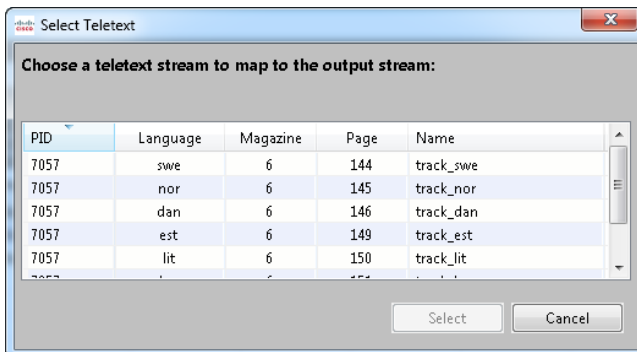 CISCO Select Teletext
Choose a teletext stream to map to the output stream:
PID Language Magazine Page Name
7057 swe 6 144 track_swe
7057 nor 6 145 track_nor
7057 dan 6 146 track_dan
7057 est 6 149 track_est
7057 lit 6 150 track_lit
Select Cancel